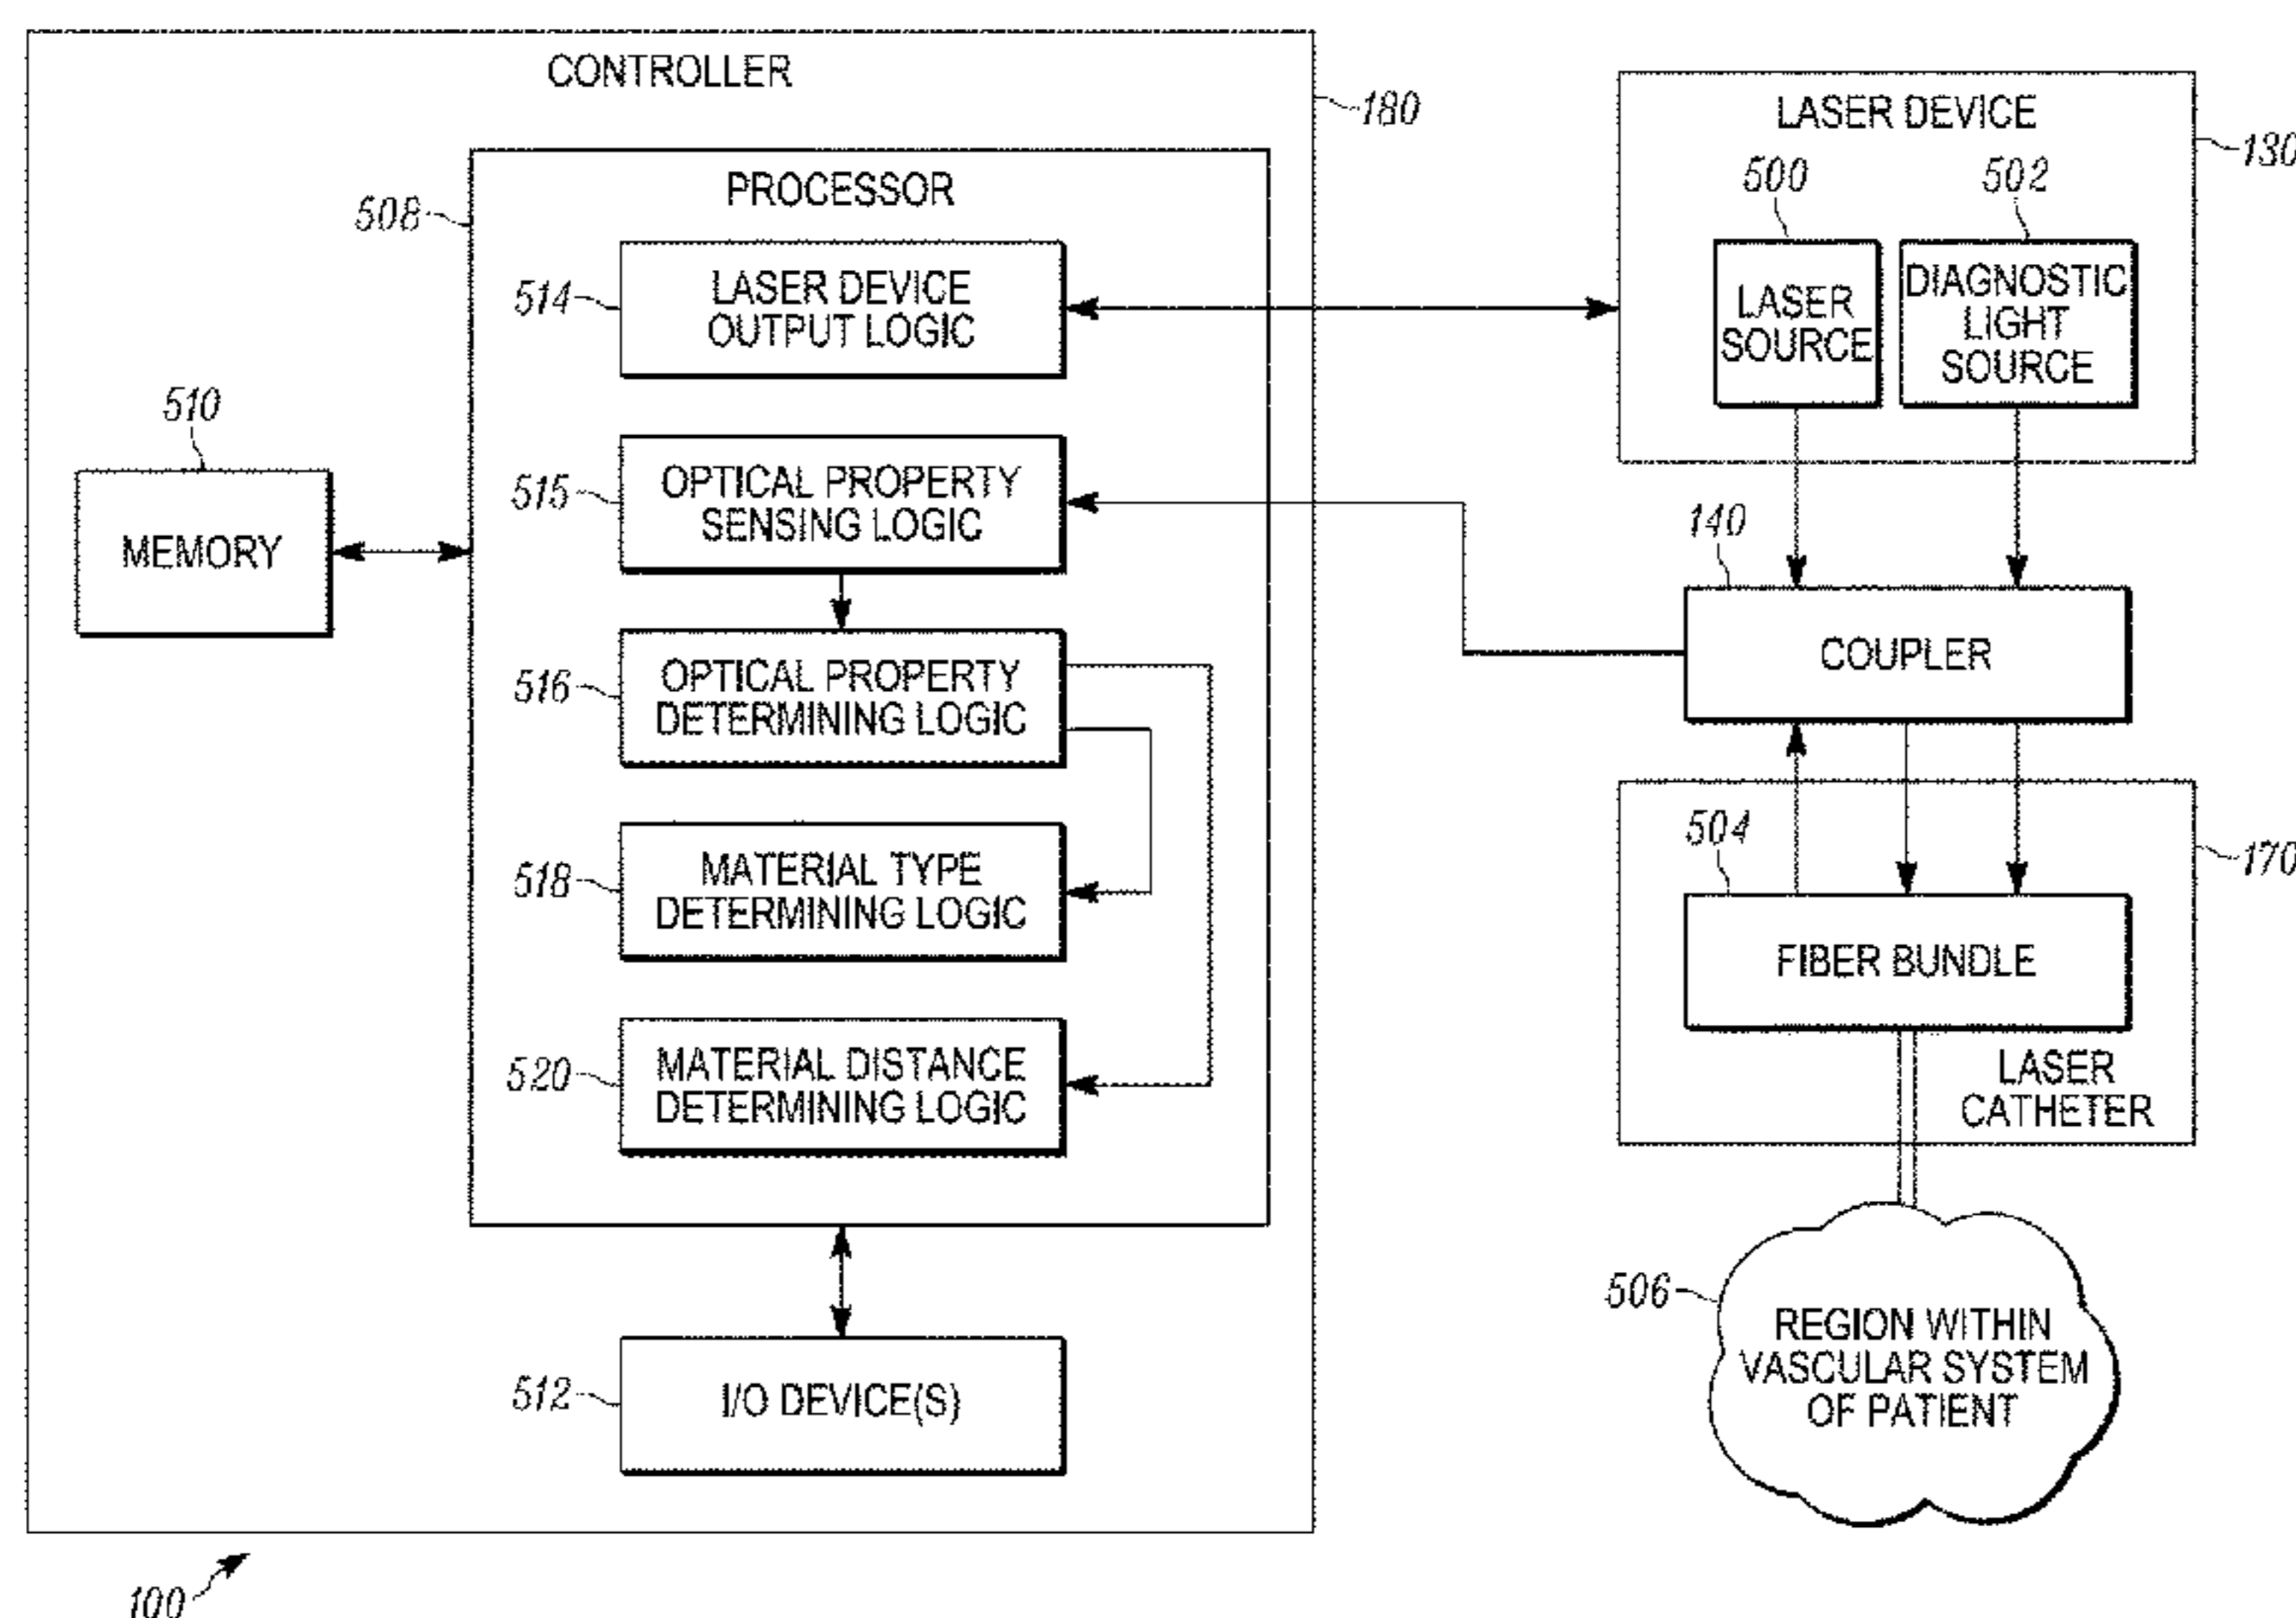 CONTROLLER
180
PROCESSOR
508
514
LASER DEVICE
OUTPUT LOGIC
510
MEMORY
515
OPTICAL PROPERTY
SENSING LOGIC
516
OPTICAL PROPERTY
DETERMINING LOGIC
518
MATERIAL TYPE
DETERMINING LOGIC
520
MATERIAL DISTANCE
DETERMINING LOGIC
512
I/O DEVICE(S)
100
LASER DEVICE
130
500
502
LASER
SOURCE
DIAGNOSTIC
LIGHT
SOURCE
140
COUPLER
504
170
FIBER BUNDLE
LASER
CATHETER
506
REGION WITHIN
VASCULAR SYSTEM
OF PATIENT